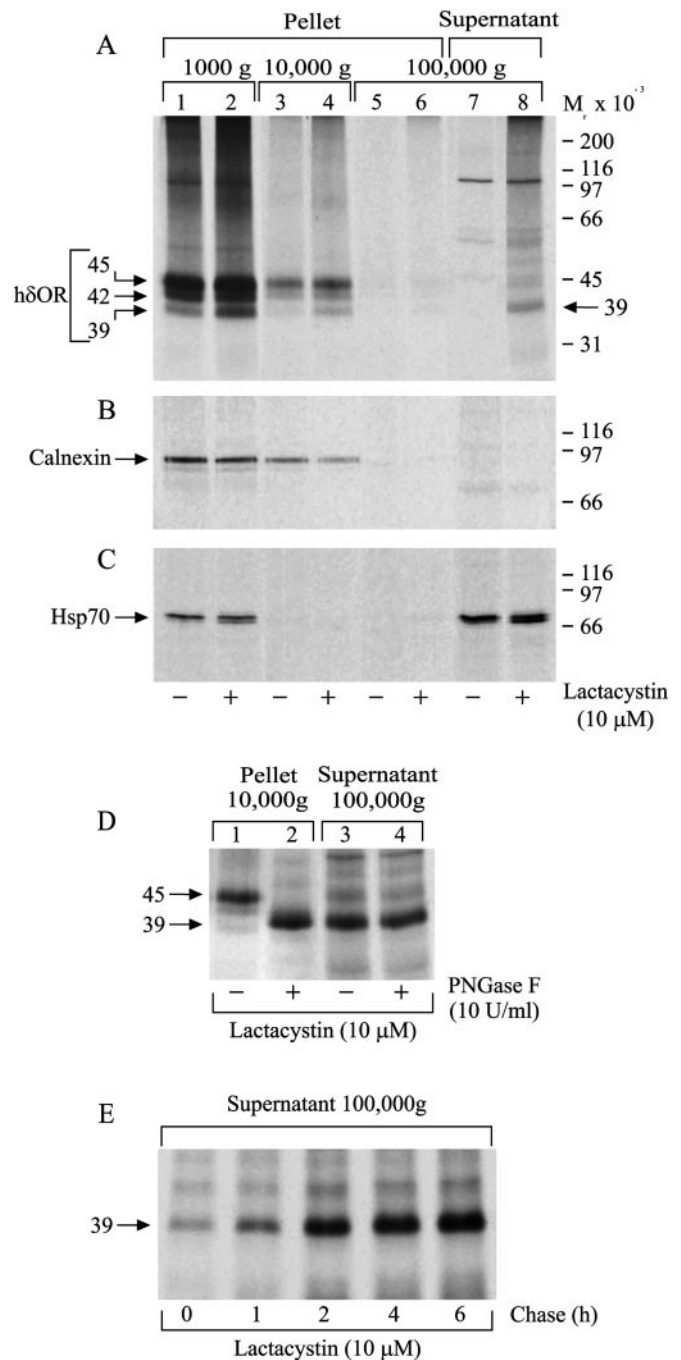 A
Pellet
Supernatant
1000 g
10,000 g
100,000 g
1 2 3 4 5 6 7 8
M_r x 10^-3
200
116
97
66
45
31
hδOR
45
42
39
39
B
Calnexin
116
97
66
C
Hsp70
116
97
66
− + − + − + − +
Lactacystin
(10 μM)
D
Pellet
10,000g
Supernatant
100,000g
1 2 3 4
45
39
− + − +
PNGase F
(10 U/ml)
Lactacystin (10 μM)
E
Supernatant 100,000g
39
0 1 2 4 6
Chase (h)
Lactacystin (10 μM)